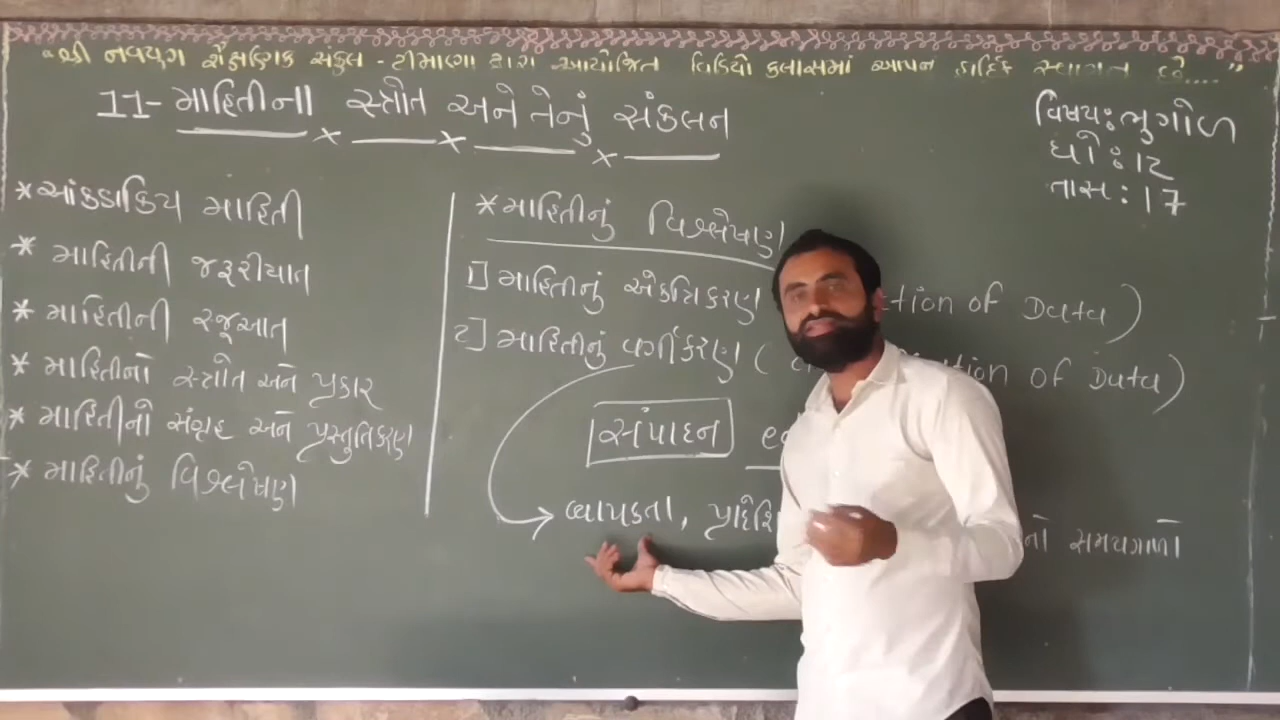 "શ્રી નવયુગ શૈક્ષણિક સંકુલ - ટીમાણા દ્વારા આયોજિત વિડિયો કલાસમાં આપનુ હાર્દિક સ્વાગત છે...."
11- માહિતીના સ્ત્રોત અને તેનું સંકલન
વિષય: ભુગોળ
ધો: 12
તાસ: 17
* આંકડાકિય માહિતી
* માહિતીની જરૂરીયાત
* માહિતીની રજૂઆત
* માહિતીનો સ્ત્રોત અને પ્રકાર
* માહિતીનો સંગ્રહ અને પ્રસ્તુતિકરણ
* માહિતીનું વિશ્લેષણ
* માહિતીનું વિશ્લેષણ
1] માહિતીનું એકત્રિકરણ tion of Data)
2] માહિતીનું વર્ગીકરણ ( tion of Data)
સંપાદન
વ્યાપકતા, પ્રાદેશિ નો સમયગાળો